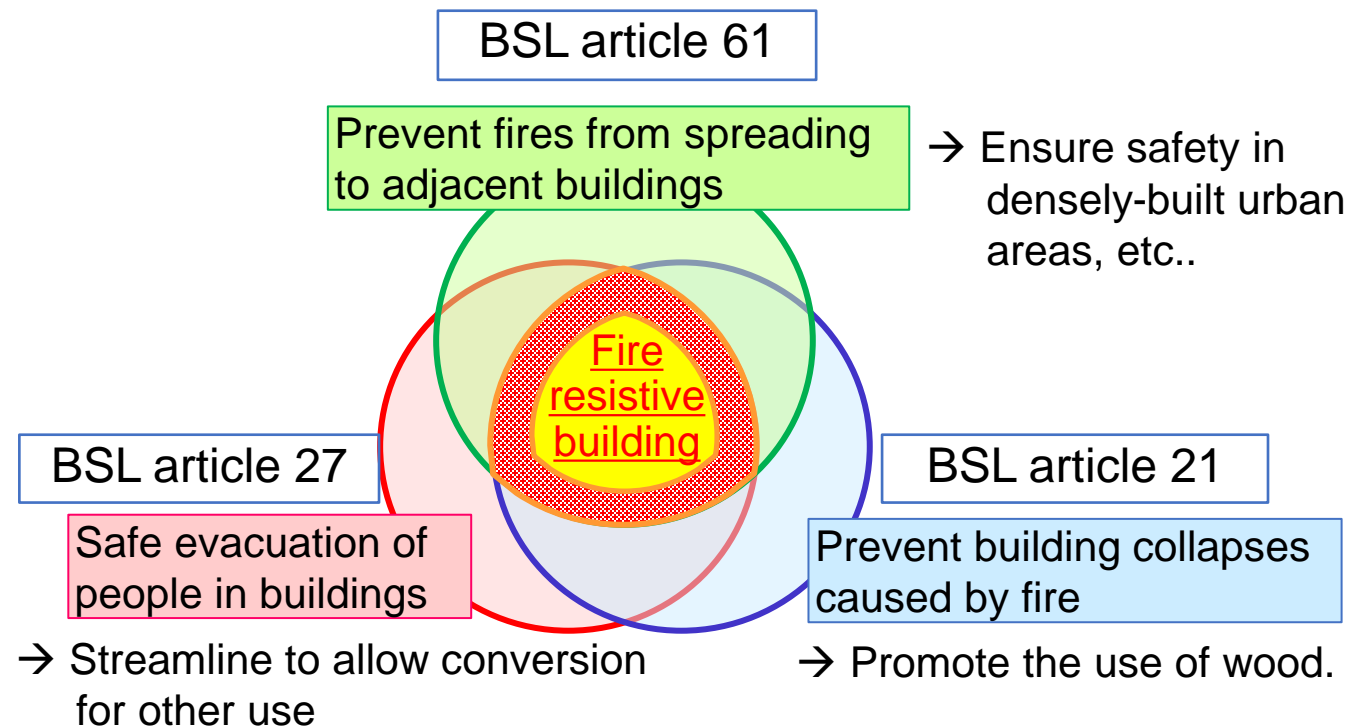 BSL article 61
Prevent fires from spreading
to adjacent buildings
→ Ensure safety in
densely-built urban
areas, etc..
Fire
resistive
building
BSL article 27
Safe evacuation of
people in buildings
→ Streamline to allow conversion
for other use
BSL article 21
Prevent building collapses
caused by fire
→ Promote the use of wood.